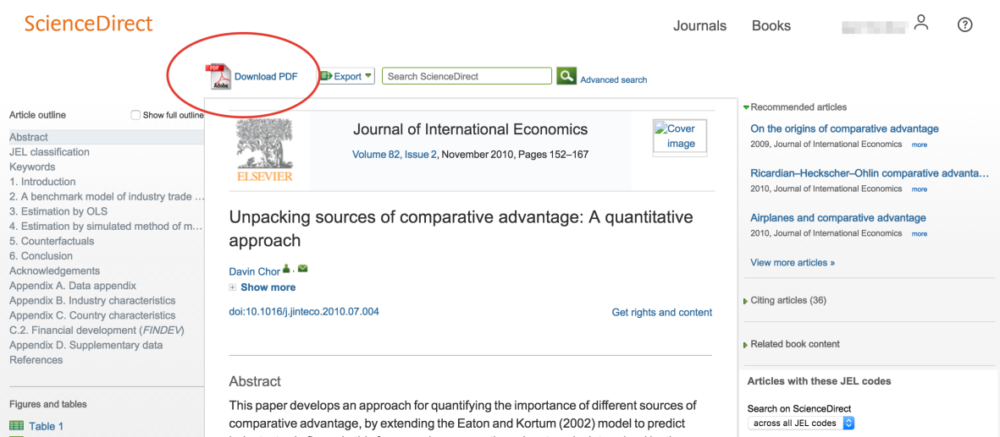 ScienceDirect
Journals
Books
?
PDF
Adobe
Download PDF
Export
Search ScienceDirect
Advanced search
Article outline
Show full outline
Abstract
JEL classification
Keywords
1. Introduction
2. A benchmark model of industry trade ...
3. Estimation by OLS
4. Estimation by simulated method of m...
5. Counterfactuals
6. Conclusion
Acknowledgements
Appendix A. Data appendix
Appendix B. Industry characteristics
Appendix C. Country characteristics
C.2. Financial development (FINDEV)
Appendix D. Supplementary data
References
Figures and tables
Table 1
ELSEVIER
Journal of International Economics
Volume 82, Issue 2, November 2010, Pages 152–167
Cover
image
Unpacking sources of comparative advantage: A quantitative
approach
Davin Chor
Show more
doi:10.1016/j.jinteco.2010.07.004
Get rights and content
Abstract
This paper develops an approach for quantifying the importance of different sources of
comparative advantage, by extending the Eaton and Kortum (2002) model to predict
Recommended articles
On the origins of comparative advantage
2009, Journal of International Economics more
Ricardian–Heckscher–Ohlin comparative advanta...
2010, Journal of International Economics more
Airplanes and comparative advantage
2010, Journal of International Economics more
View more articles »
Citing articles (36)
Related book content
Articles with these JEL codes
Search on ScienceDirect
across all JEL codes